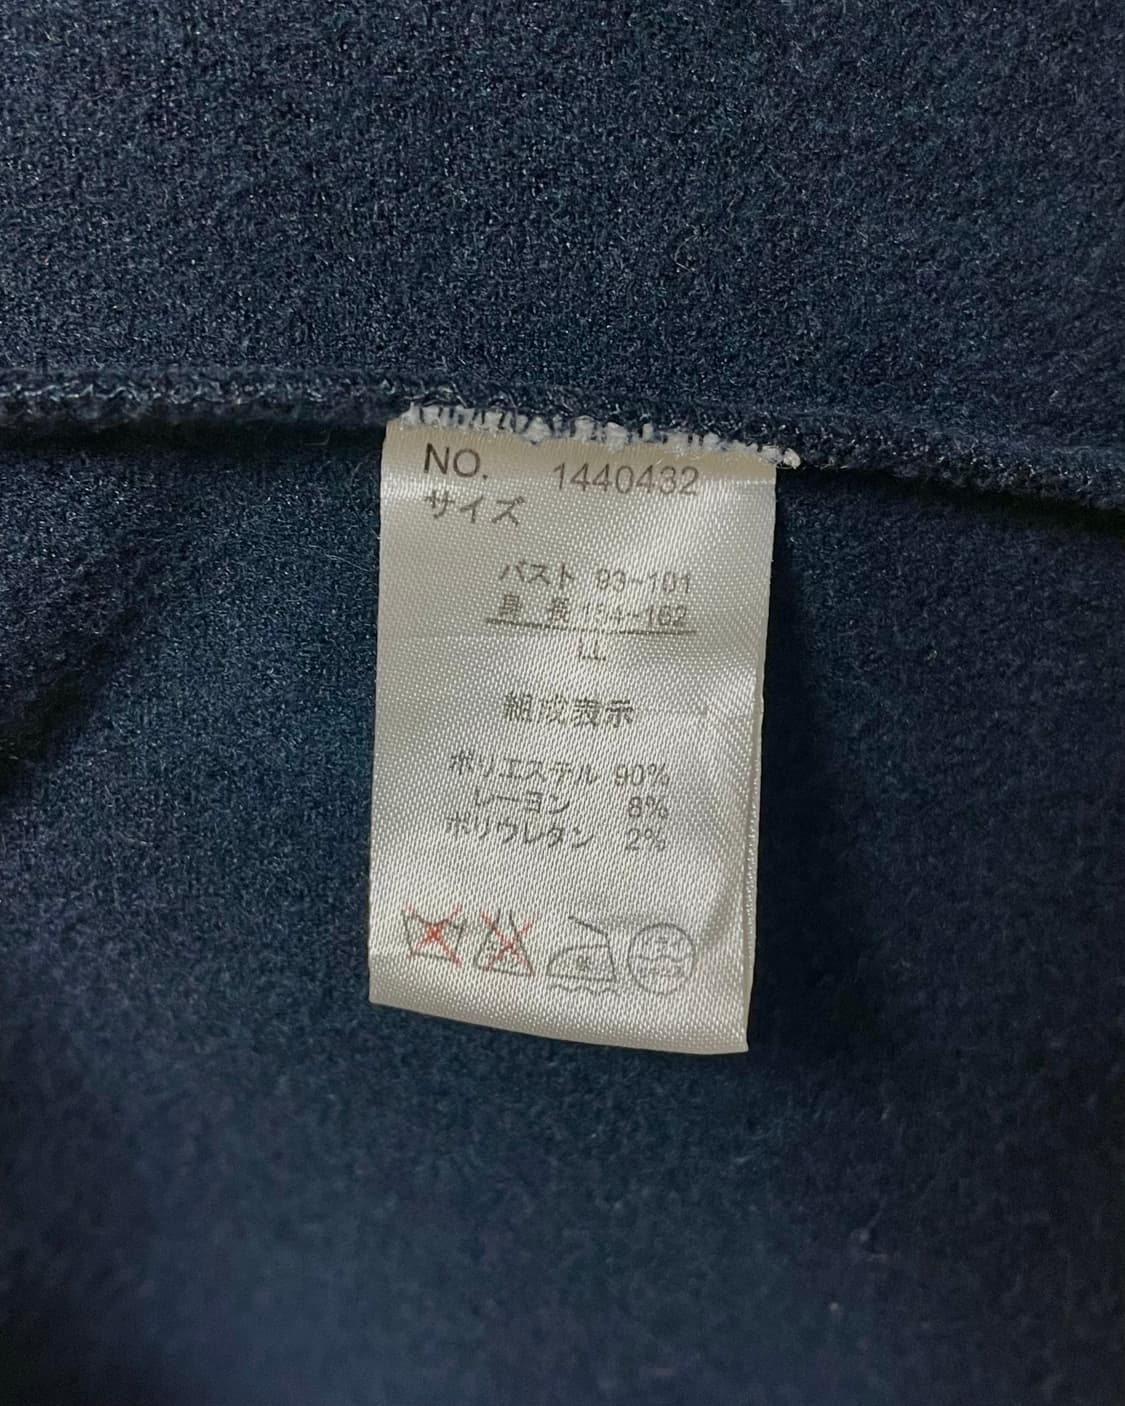 NO. 1440432
サイズ
バスト 93~101
身長 154~162
LL
組成表示
ポリエステル 90%
レーヨン 8%
ポリウレタン 2%